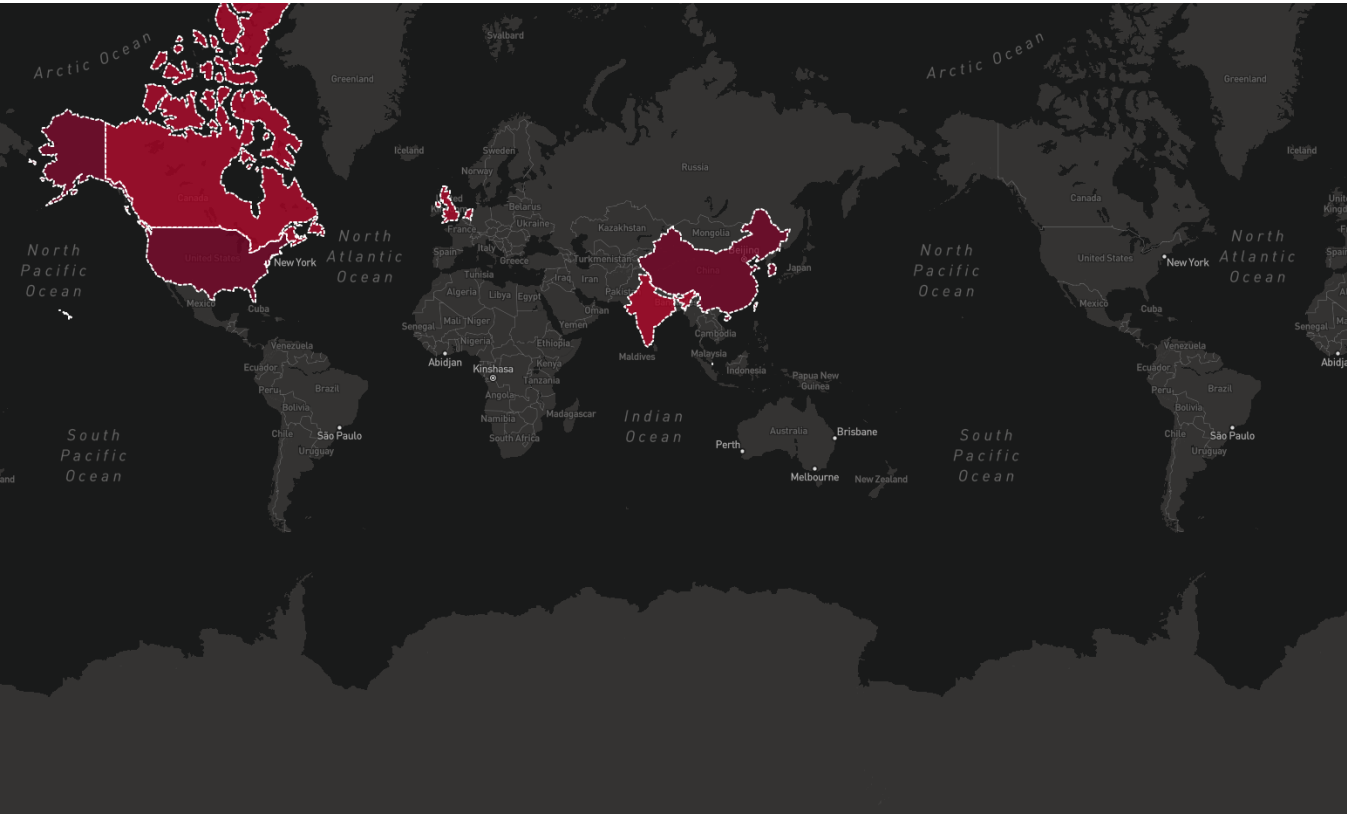 Svalbard
Arctic Ocean
Arctic Ocean
Greenland
Greenland
Iceland
Sweden
Iceland
Norway
Russia
Canada
Canada
Belarus
Ukraine
France
Kazakhstan
Mongolia
North
Pacific
Ocean
North
Atlantic
Ocean
Italy
Spain
Greece
Turkmenistan
Beijing
North
Pacific
Ocean
North
Atlantic
Ocean
United States
New York
China
Japan
United States
New York
Tunisia
Iraq
Iran
Algeria
Libya
Egypt
Mexico
Cuba
Oman
Mexico
Cuba
Senegal
Mali
Niger
Yemen
Cambodia
Senegal
Nigeria
Ethiopia
Venezuela
Maldives
Malaysia
Venezuela
Abidjan
Kenya
Ecuador
Kinshasa
Indonesia
Ecuador
Tanzania
Papua New
Guinea
Peru
Brazil
Angola
Peru
Brazil
Bolivia
Namibia
Madagascar
Indian
Ocean
Bolivia
Chile
São Paulo
South Africa
Australia
Brisbane
Chile
São Paulo
South
Pacific
Ocean
Uruguay
Perth
South
Pacific
Ocean
Uruguay
Melbourne
New Zealand